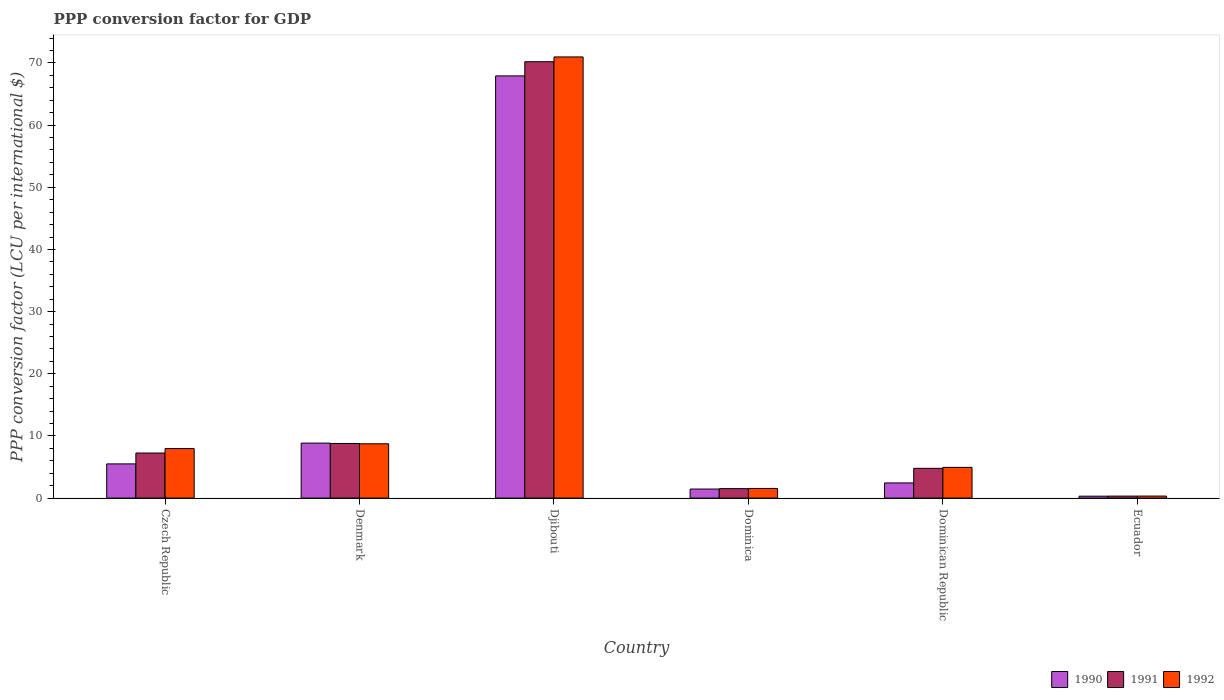 PPP conversion factor for GDP
PPP conversion factor (LCU per international $)
70
60
50
40
30
20
10
0
Czech Republic
Denmark
Djibouti
Dominica
Dominican Republic
Ecuador
Country
1990
1991
1992